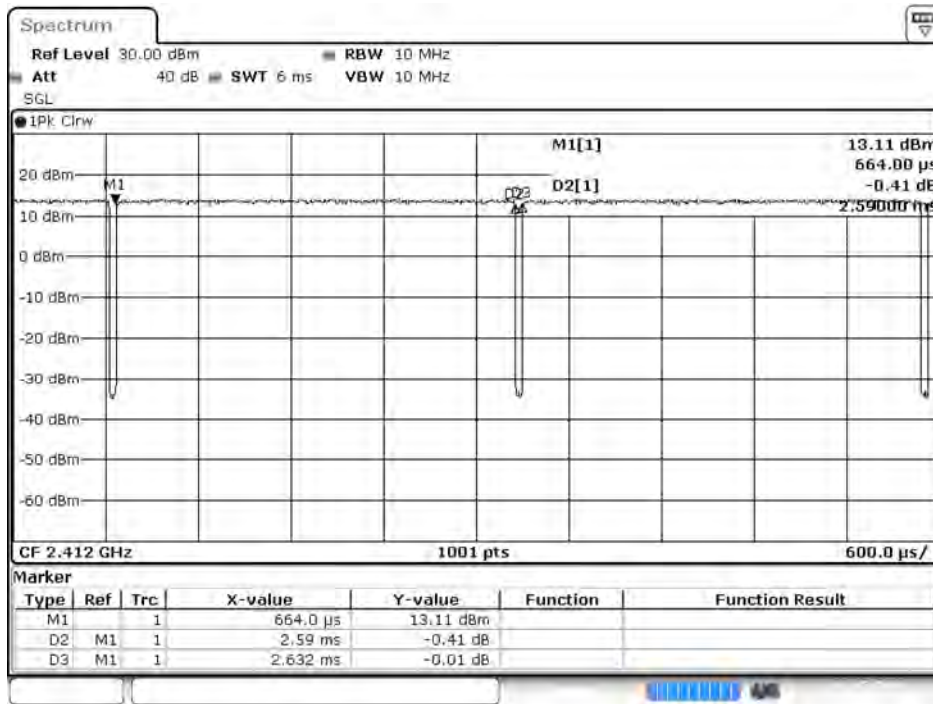 Spectrum
Ref Level 30.00 dBm RBW 10 MHz
Att 40 dB SWT 6 ms VBW 10 MHz
SGL
1Pk Clrw
M1[1] 13.11 dBm
664.00 µs
20 dBm
M1
D2[1] -0.41 dB
2.59000 ms
10 dBm
0 dBm
-10 dBm
-20 dBm
-30 dBm
-40 dBm
-50 dBm
-60 dBm
CF 2.412 GHz 1001 pts 600.0 µs/
Marker
Type Ref Trc X-value Y-value Function Function Result
M1 1 664.0 µs 13.11 dBm
D2 M1 1 2.59 ms -0.41 dB
D3 M1 1 2.632 ms -0.01 dB